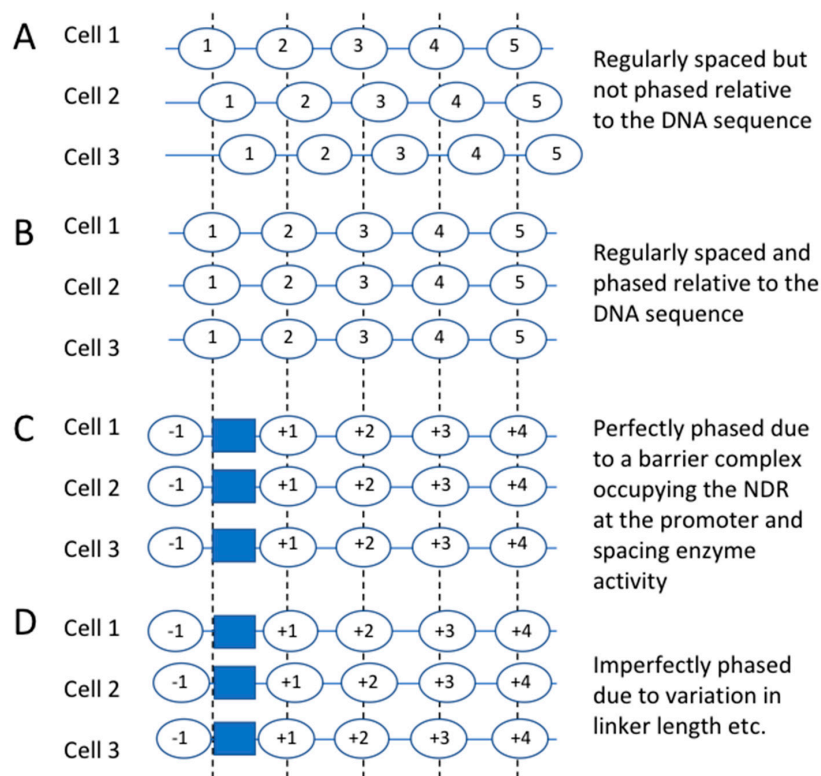 A
Cell 1
1 2 3 4 5
Cell 2
1 2 3 4 5
Cell 3
1 2 3 4 5
Regularly spaced but
not phased relative
to the DNA sequence
B
Cell 1
1 2 3 4 5
Cell 2
1 2 3 4 5
Cell 3
1 2 3 4 5
Regularly spaced and
phased relative to the
DNA sequence
C
Cell 1
-1 +1 +2 +3 +4
Cell 2
-1 +1 +2 +3 +4
Cell 3
-1 +1 +2 +3 +4
Perfectly phased due
to a barrier complex
occupying the NDR
at the promoter and
spacing enzyme
activity
D
Cell 1
-1 +1 +2 +3 +4
Cell 2
-1 +1 +2 +3 +4
Cell 3
-1 +1 +2 +3 +4
Imperfectly phased
due to variation in
linker length etc.